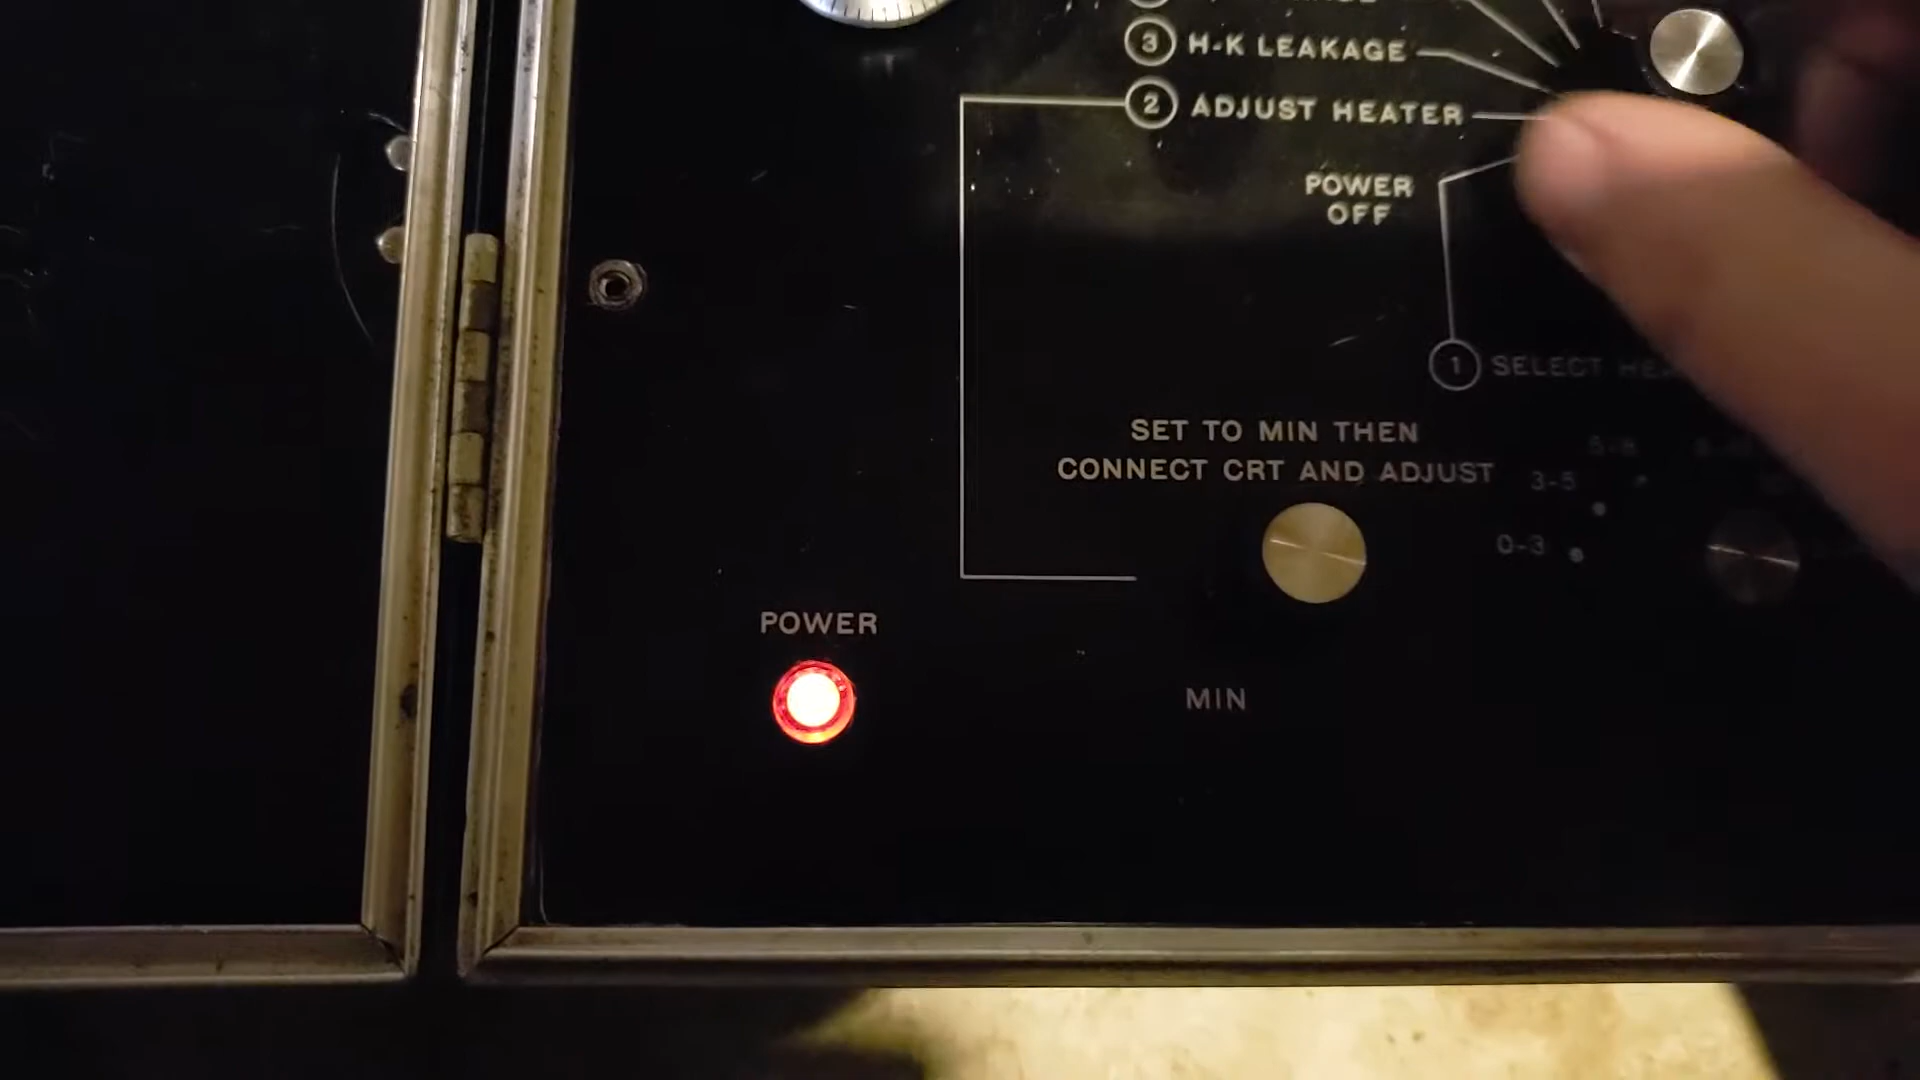 3 H-K LEAKAGE
2 ADJUST HEATER
POWER
OFF
1 SELECT
SET TO MIN THEN
CONNECT CRT AND ADJUST
3-5
0-3
POWER
MIN